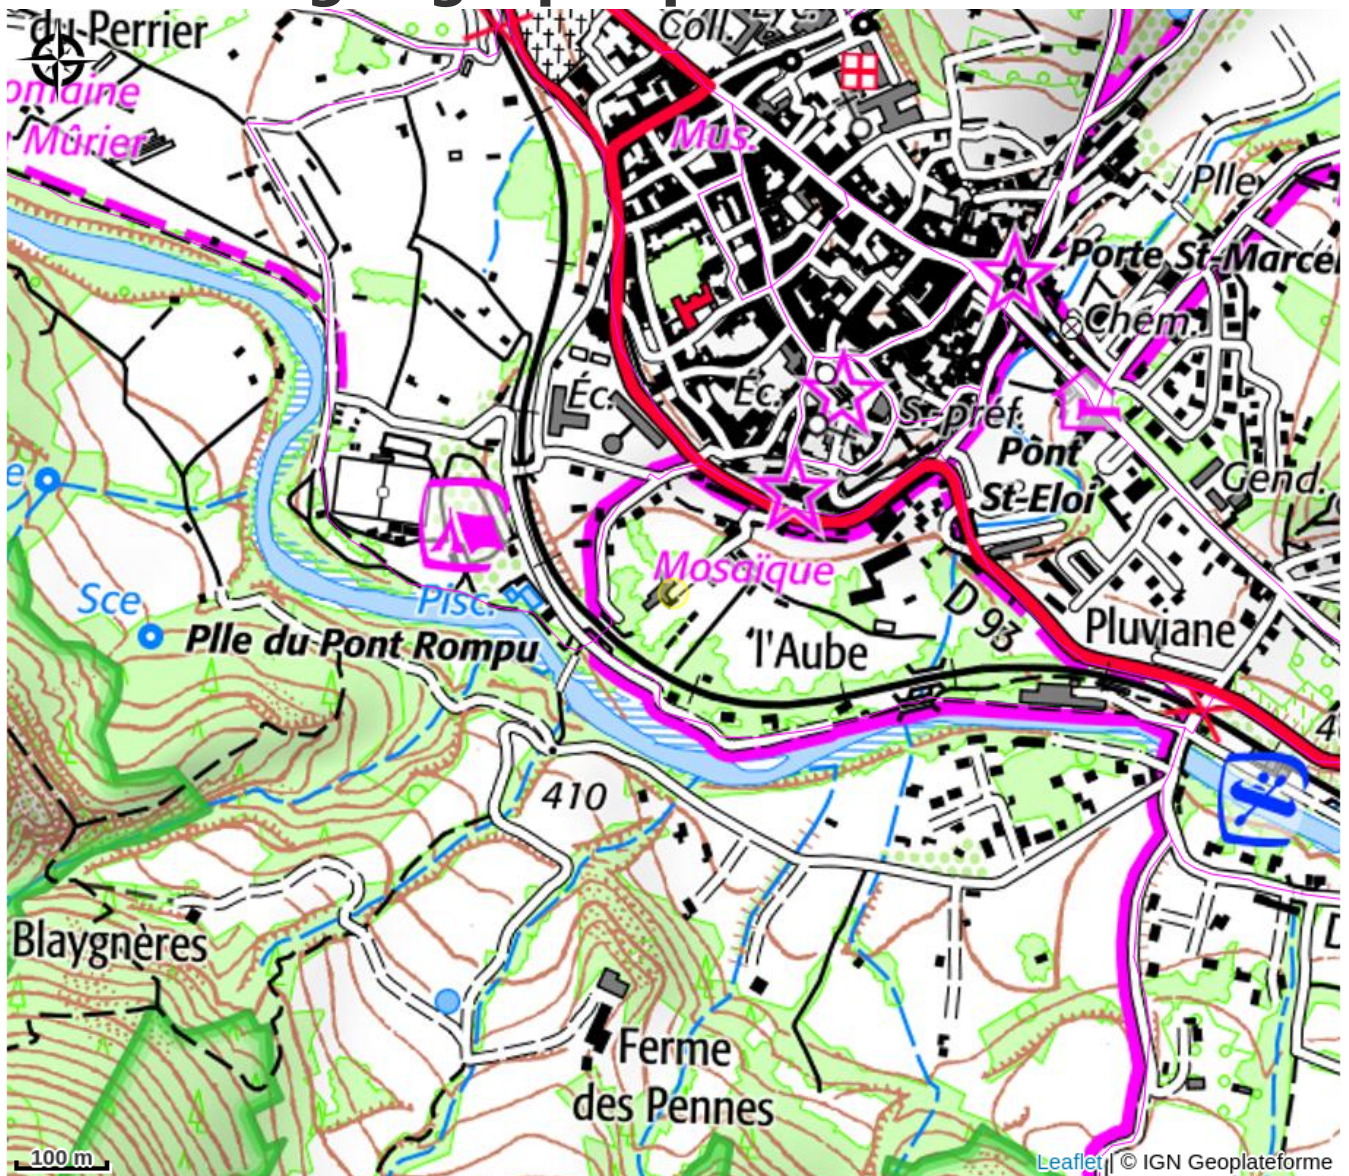 du Perrier
Coll.
Lyc.
omaine
Mûrier
Mus.
Plle
Porte St-Marcel
Chem.
Éc.
Éc.
S.-préf.
Pont
St-Eloi
Gend.
Mosaïque
Pisc.
Sce
e
Plle du Pont Rompu
l'Aube
D 93
Pluviane
410
Blaygnères
Ferme
des Pennes
100 m
Leaflet | © IGN Geoplateforme